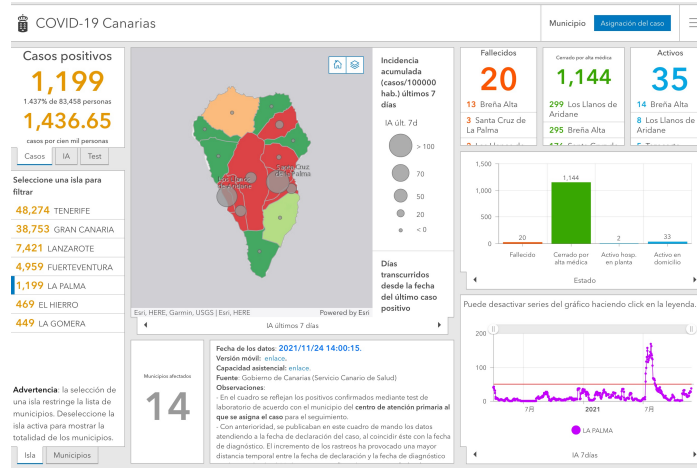 COVID-19 Canarias
Municipio
Asignación del caso
Casos positivos
1,199
1.437% de 83,458 personas
1,436.65
casos por cien mil personas
Casos
IA
Test
Seleccione una isla para
filtrar
48,274 TENERIFE
38,753 GRAN CANARIA
7,421 LANZAROTE
4,959 FUERTEVENTURA
1,199 LA PALMA
469 EL HIERRO
449 LA GOMERA
Advertencia: la selección de
una isla restringe la lista de
municipios. Deseleccione la
isla activa para mostrar la
totalidad de los municipios.
Isla
Municipios
Los Llanos
de Aridane
Santa Cruz
de la Palma
Esri, HERE, Garmin, USGS | Esri, HERE
Powered by Esri
IA últimos 7 días
Incidencia
acumulada
(casos/100000
hab.) últimos 7
días
IA últ. 7d
> 100
70
50
20
< 0
Días
transcurridos
desde la fecha
del último caso
positivo
Municipios afectados
14
Fecha de los datos: 2021/11/24 14:00:15.
Versión móvil: enlace.
Capacidad asistencial: enlace.
Fuente: Gobierno de Canarias (Servicio Canario de Salud)
Observaciones:
- En el cuadro se reflejan los positivos confirmados mediante test de
laboratorio de acuerdo con el municipio del centro de atención primaria al
que se asigna el caso para el seguimiento.
- Con anterioridad, se publicaban en este cuadro de mando los datos
atendiendo a la fecha de declaración del caso, al coincidir éste con la fecha
de diagnóstico. El incremento de los rastreos ha provocado una mayor
distancia temporal entre la fecha de declaración y la fecha de diagnóstico
Fallecidos
20
13 Breña Alta
3 Santa Cruz de
La Palma
Cerrado por alta médica
1,144
299 Los Llanos de
Aridane
295 Breña Alta
Activos
35
14 Breña Alta
8 Los Llanos de
Aridane
1,500
1,000
500
0
20
1,144
2
33
Fallecido
Cerrado por
alta médica
Activo hosp.
en planta
Activo en
domicilio
Estado
Puede desactivar series del gráfico haciendo click en la leyenda.
200
100
0
7月
2021
7月
LA PALMA
IA 7días